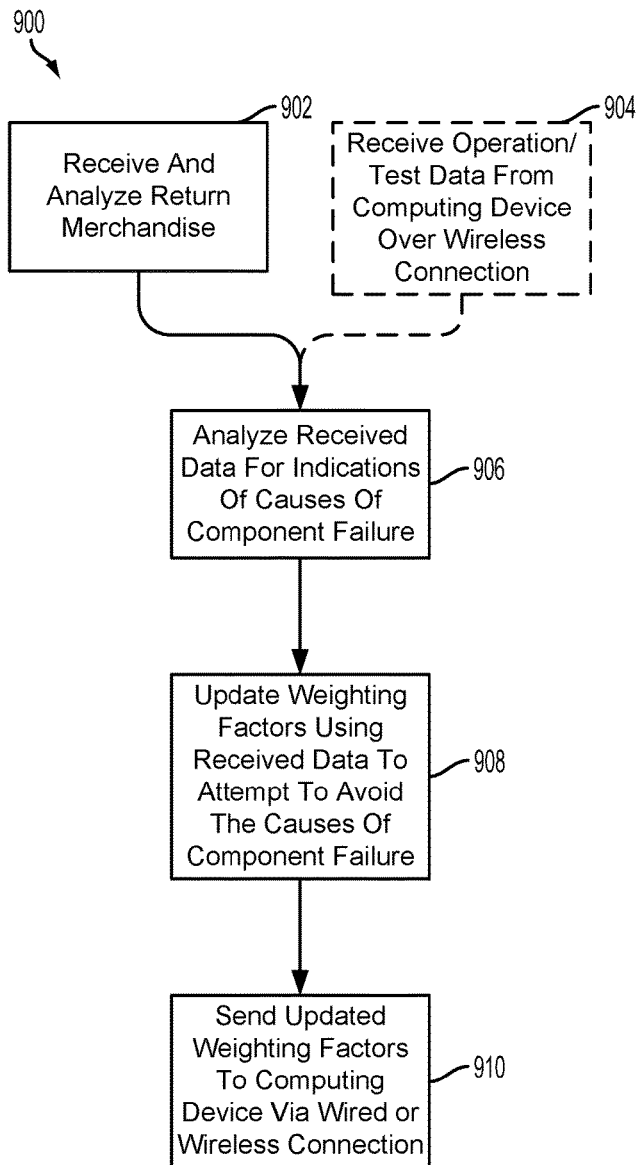 900
902
Receive And
Analyze Return
Merchandise
904
Receive Operation/
Test Data From
Computing Device
Over Wireless
Connection
Analyze Received
Data For Indications
Of Causes Of
Component Failure
906
Update Weighting
Factors Using
Received Data To
Attempt To Avoid
The Causes Of
Component Failure
908
Send Updated
Weighting Factors
To Computing
Device Via Wired or
Wireless Connection
910